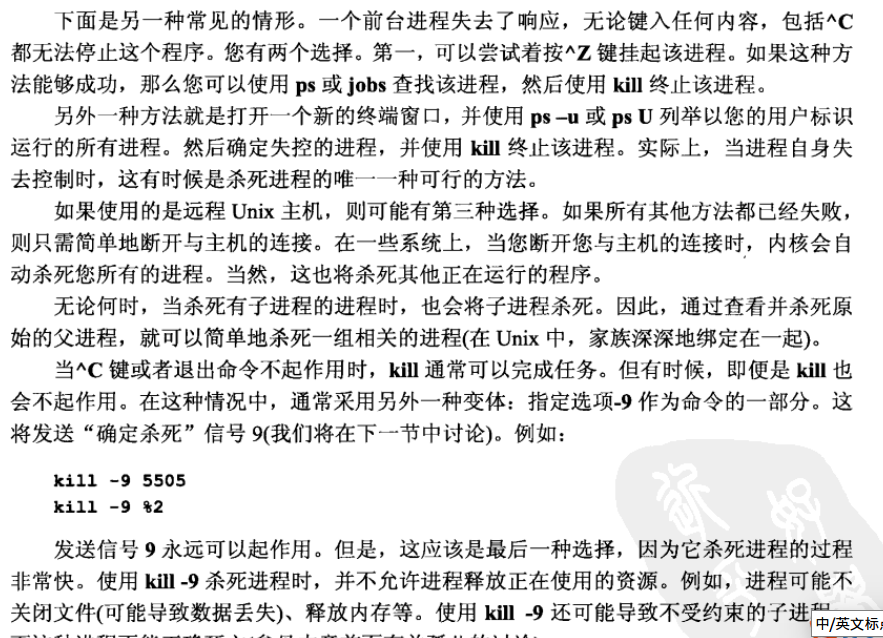 下面是另一种常见的情形。一个前台进程失去了响应，无论键入任何内容，包括^C
都无法停止这个程序。您有两个选择。第一，可以尝试着按^Z 键挂起该进程。如果这种方
法能够成功，那么您可以使用 ps 或 jobs 查找该进程，然后使用 kill 终止该进程。
另外一种方法就是打开一个新的终端窗口，并使用 ps –u 或 ps U 列举以您的用户标识
运行的所有进程。然后确定失控的进程，并使用 kill 终止该进程。实际上，当进程自身失
去控制时，这有时候是杀死进程的唯一一种可行的方法。
如果使用的是远程 Unix 主机，则可能有第三种选择。如果所有其他方法都已经失败，
则只需简单地断开与主机的连接。在一些系统上，当您断开您与主机的连接时，内核会自
动杀死您所有的进程。当然，这也将杀死其他正在运行的程序。
无论何时，当杀死有子进程的进程时，也会将子进程杀死。因此，通过查看并杀死原
始的父进程，就可以简单地杀死一组相关的进程(在 Unix 中，家族深深地绑定在一起)。
当^C 键或者退出命令不起作用时，kill 通常可以完成任务。但有时候，即便是 kill 也
会不起作用。在这种情况中，通常采用另外一种变体：指定选项-9 作为命令的一部分。这
将发送“确定杀死”信号 9(我们将在下一节中讨论)。例如：
kill -9 5505
kill -9 %2
发送信号 9 永远可以起作用。但是，这应该是最后一种选择，因为它杀死进程的过程
非常快。使用 kill -9 杀死进程时，并不允许进程释放正在使用的资源。例如，进程可能不
关闭文件(可能导致数据丢失)、释放内存等。使用 kill -9 还可能导致不受约束的子进程
中/英文标